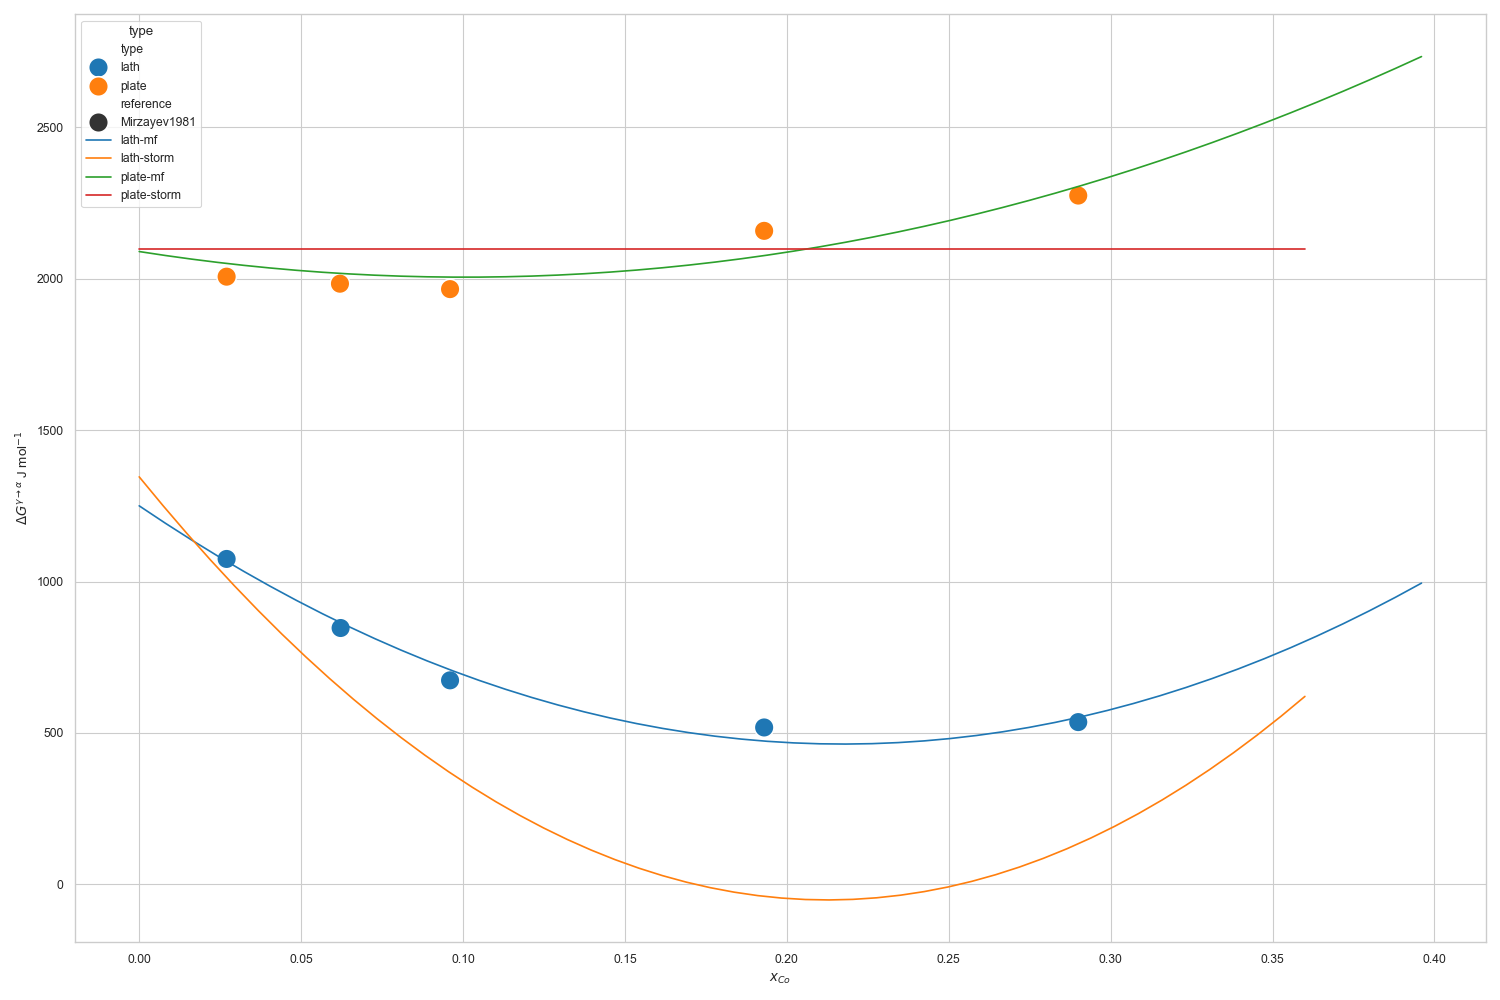 type
type
lath
plate
reference
Mirzayev1981
lath-mf
lath-storm
plate-mf
plate-storm
2500
2000
1500
1000
500
0
ΔG^{γ→α} J mol^{−1}
0.00 0.05 0.10 0.15 0.20 0.25 0.30 0.35 0.40
x_{Co}